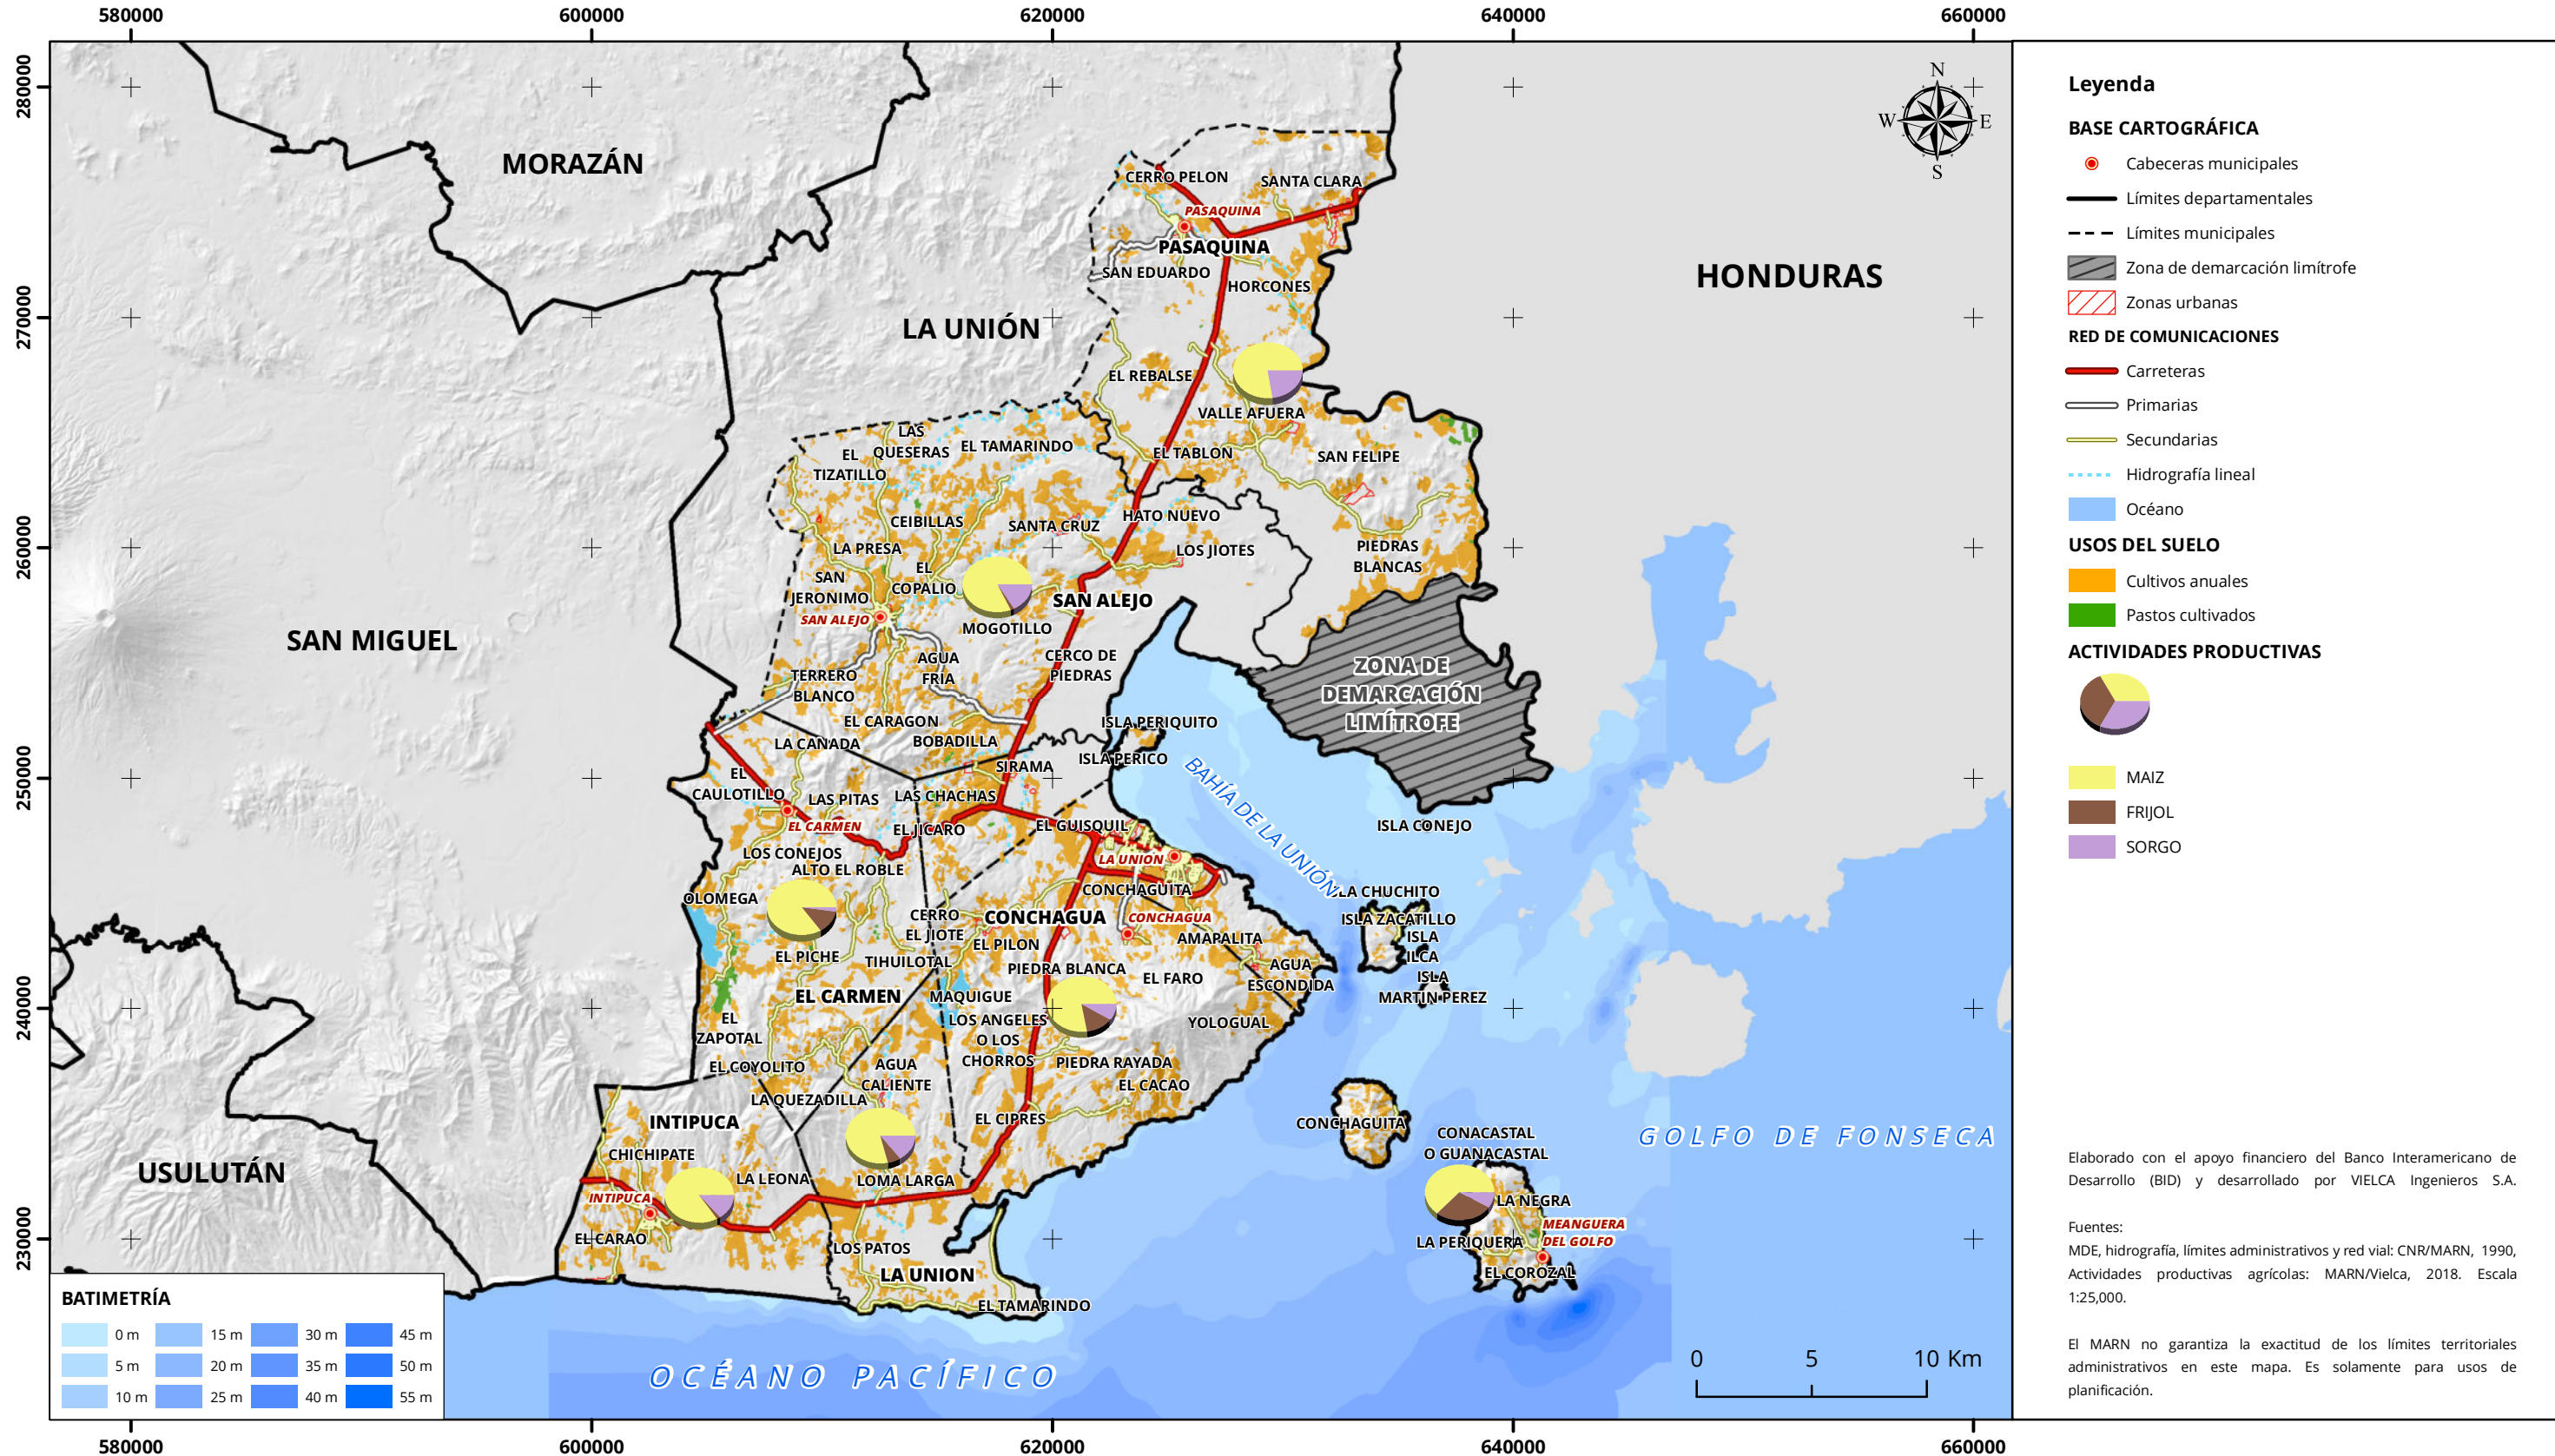 580000
600000
620000
640000
660000
280000
270000
260000
250000
240000
230000
N
W
E
S
MORAZÁN
LA UNIÓN
HONDURAS
SAN MIGUEL
USULUTÁN
CERRO PELON
SANTA CLARA
PASAQUINA
PASAQUINA
SAN EDUARDO
HORCONES
EL REBALSE
VALLE AFUERA
LAS
QUESERAS
EL TAMARINDO
EL
TIZATILLO
EL TABLON
SAN FELIPE
CEIBILLAS
SANTA CRUZ
HATO NUEVO
LA PRESA
LOS JIOTES
PIEDRAS
BLANCAS
SAN
JERONIMO
EL
COPALIO
SAN ALEJO
SAN ALEJO
MOGOTILLO
AGUA
FRIA
CERCO DE
PIEDRAS
TERRERO
BLANCO
ZONA DE
DEMARCACIÓN
LIMÍTROFE
EL CARAGON
ISLA PERIQUITO
LA CAÑADA
BOBADILLA
ISLA PERICO
SIRAMA
EL
CAULOTILLO
LAS PITAS
LAS CHACHAS
BAHÍA DE LA UNIÓN
EL CARMEN
EL JICARO
EL GUISQUIL
ISLA CONEJO
LOS CONEJOS
ALTO EL ROBLE
LA UNION
CONCHAGUITA
OLOMEGA
ISLA CHUCHITO
ISLA ZACATILLO
CERRO
EL JIOTE
CONCHAGUA
CONCHAGUA
EL PILON
AMAPALITA
ISLA
ILCA
EL PICHE
TIHUILOTAL
PIEDRA BLANCA
EL FARO
AGUA
ESCONDIDA
ISLA
MARTIN PEREZ
EL CARMEN
MAQUIGUE
EL
ZAPOTAL
LOS ANGELES
O LOS
CHORROS
YOLOGUAL
EL COYOLITO
AGUA
CALIENTE
PIEDRA RAYADA
EL CACAO
LA QUEZADILLA
INTIPUCA
EL CIPRES
CONCHAGUITA
CONACASTAL
O GUANACASTAL
GOLFO DE FONSECA
CHICHIPATE
LA LEONA
LOMA LARGA
INTIPUCA
LA NEGRA
MEANGUERA
DEL GOLFO
EL CARAO
LOS PATOS
LA PERIQUERA
LA UNION
EL COROZAL
EL TAMARINDO
OCÉANO PACÍFICO
0 5 10 Km
BATIMETRÍA
0 m 15 m 30 m 45 m
5 m 20 m 35 m 50 m
10 m 25 m 40 m 55 m
580000
600000
620000
640000
660000
Leyenda
BASE CARTOGRÁFICA
Cabeceras municipales
Límites departamentales
Límites municipales
Zona de demarcación limítrofe
Zonas urbanas
RED DE COMUNICACIONES
Carreteras
Primarias
Secundarias
Hidrografía lineal
Océano
USOS DEL SUELO
Cultivos anuales
Pastos cultivados
ACTIVIDADES PRODUCTIVAS
MAIZ
FRIJOL
SORGO
Elaborado con el apoyo financiero del Banco Interamericano de
Desarrollo (BID) y desarrollado por VIELCA Ingenieros S.A.
Fuentes:
MDE, hidrografía, límites administrativos y red vial: CNR/MARN, 1990,
Actividades productivas agrícolas: MARN/Vielca, 2018. Escala
1:25,000.
El MARN no garantiza la exactitud de los límites territoriales
administrativos en este mapa. Es solamente para usos de
planificación.